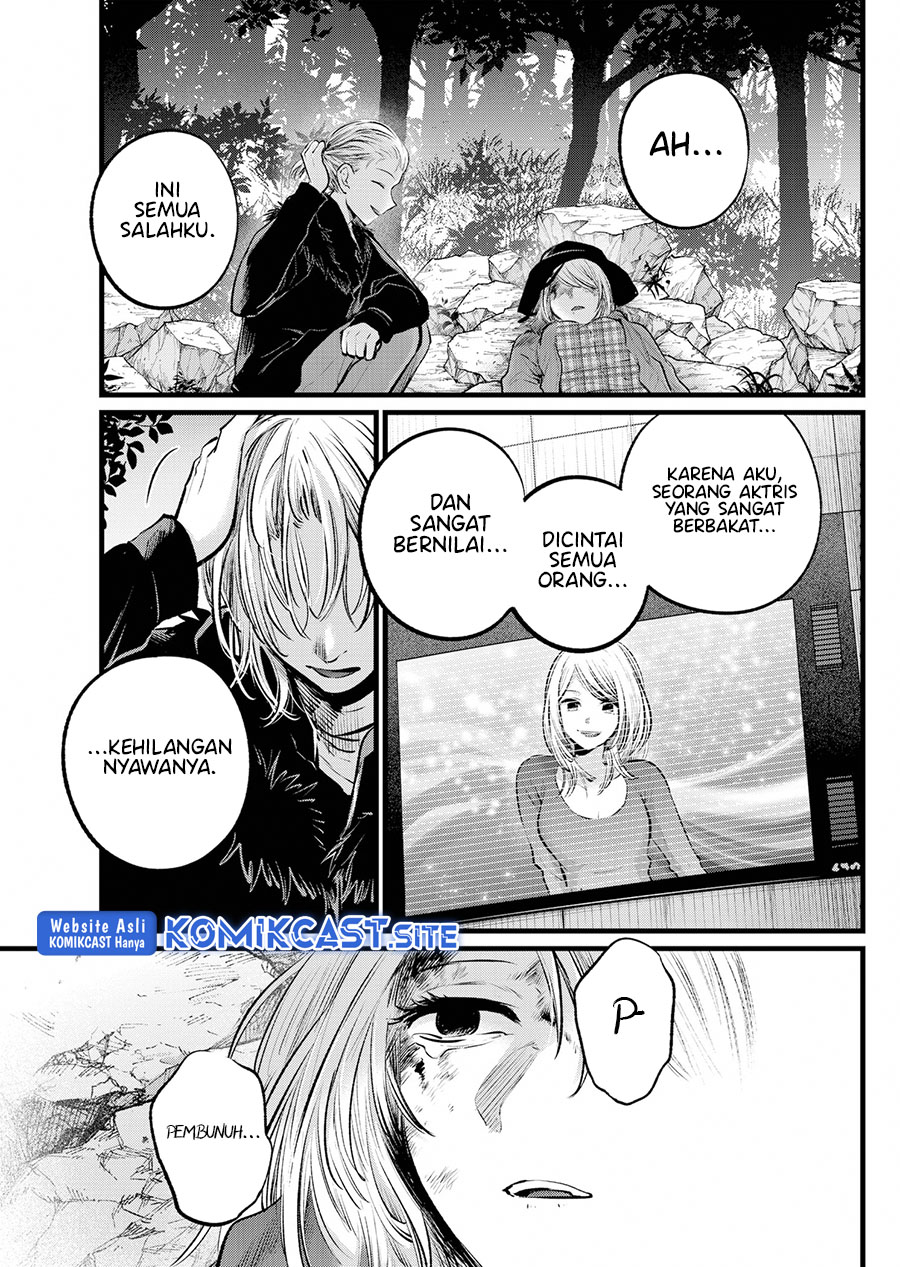 AH...
INI
SEMUA
SALAHKU.
KARENA AKU,
SEORANG AKTRIS
YANG SANGAT
BERBAKAT...
DICINTAI
SEMUA
ORANG...
DAN
SANGAT
BERNILAI...
...KEHILANGAN
NYAWANYA.
Website Asli
KOMIKCAST Hanya
KOMIKCAST.SITE
P-
PEMBUNUH...